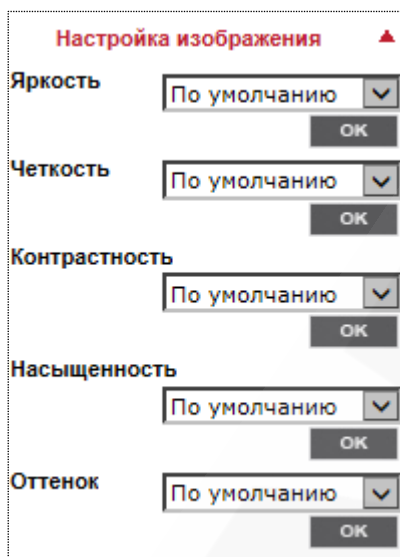 Настройка изображения
Яркость
По умолчанию
OK
Четкость
По умолчанию
OK
Контрастность
По умолчанию
OK
Насыщенность
По умолчанию
OK
Оттенок
По умолчанию
OK